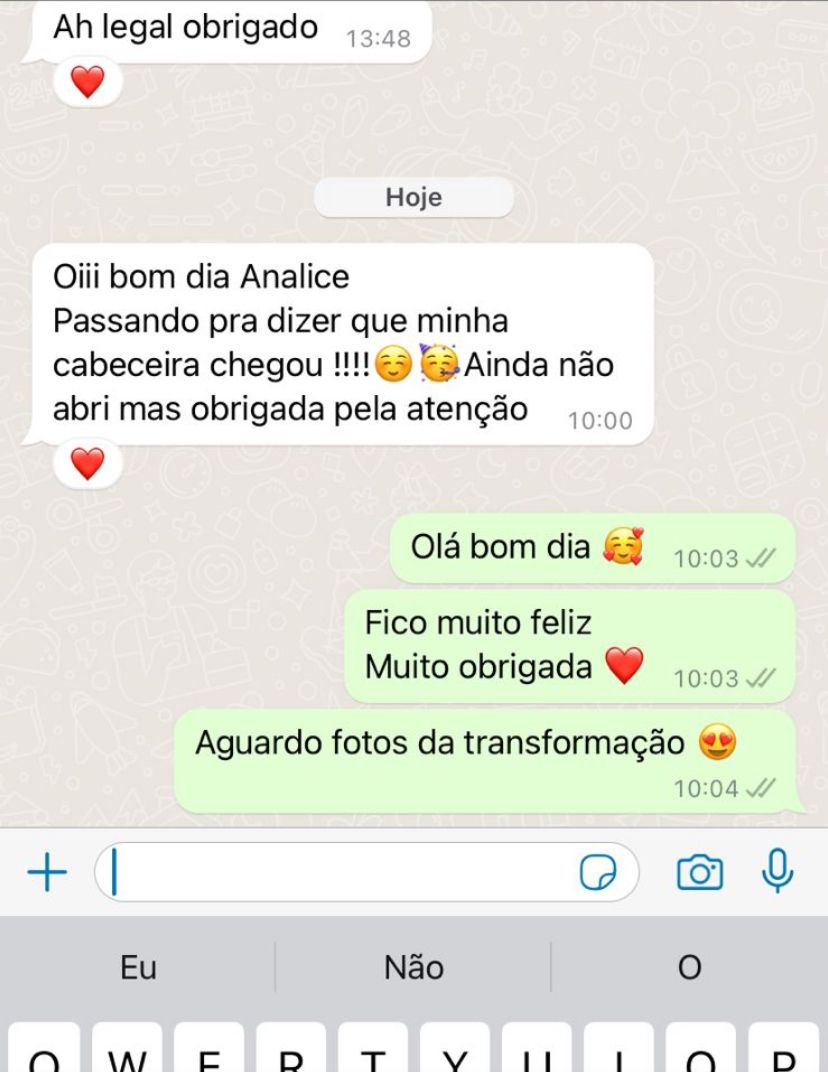 Ah legal obrigado 13:48
❤️
Hoje
Oiii bom dia Analice
Passando pra dizer que minha
cabeceira chegou !!!!☺️🥳Ainda não
abri mas obrigada pela atenção 10:00
❤️
Olá bom dia 🥰 10:03
Fico muito feliz
Muito obrigada ❤️ 10:03
Aguardo fotos da transformação 😍
10:04
Eu Não O
Q W E R T Y U I O P